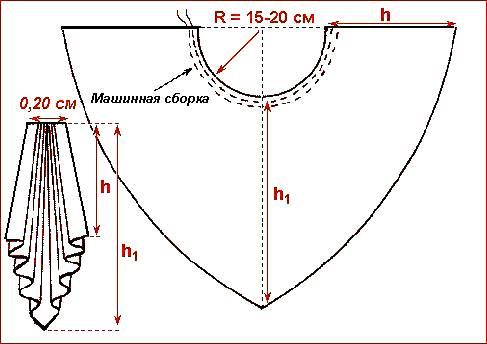 R = 15-20 см
h
Машинная сборка
0,20 см
h
h₁
h₁